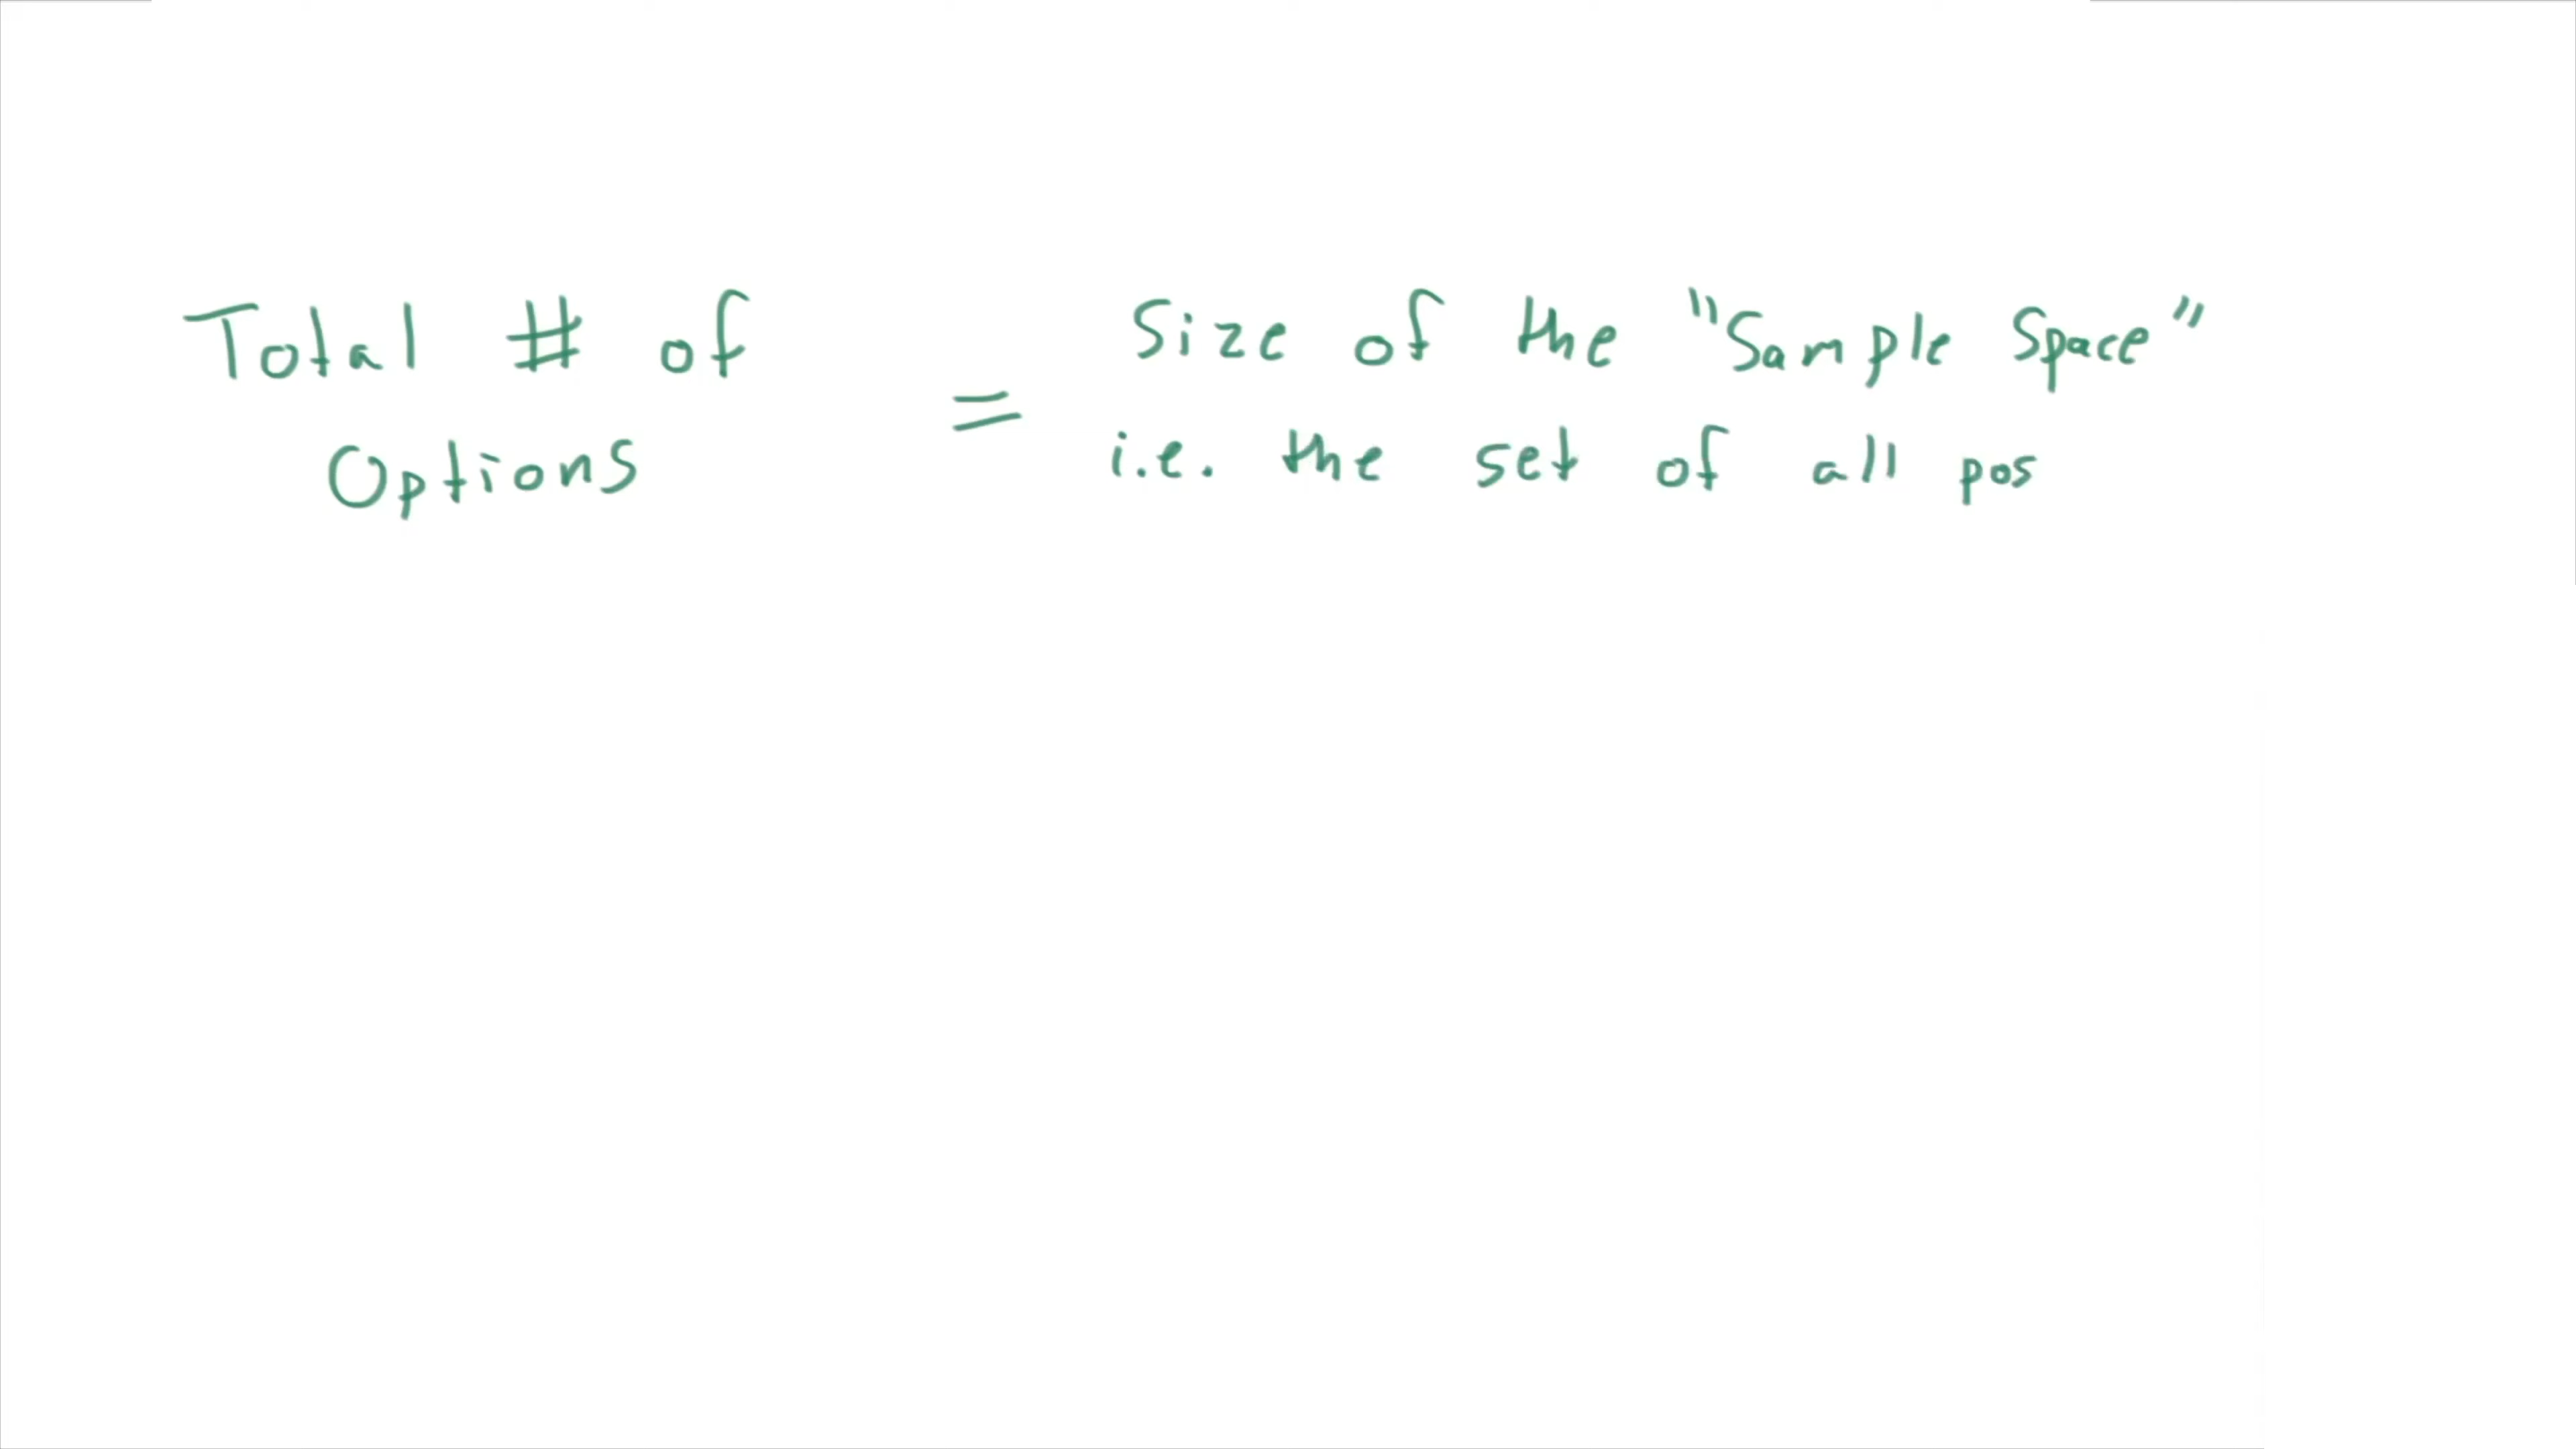 Total # of
Options
=
Size of the "Sample Space"
i.e. the set of all pos